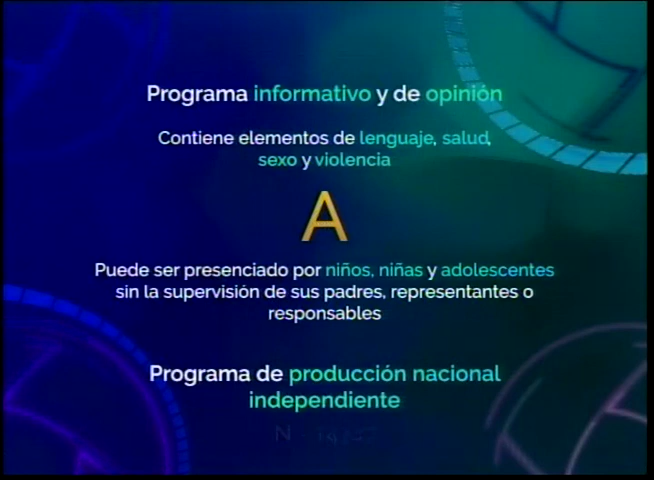 Programa informativo y de opinión
Contiene elementos de lenguaje, salud,
sexo y violencia
A
Puede ser presenciado por niños, niñas y adolescentes
sin la supervisión de sus padres, representantes o
responsables
Programa de producción nacional
independiente